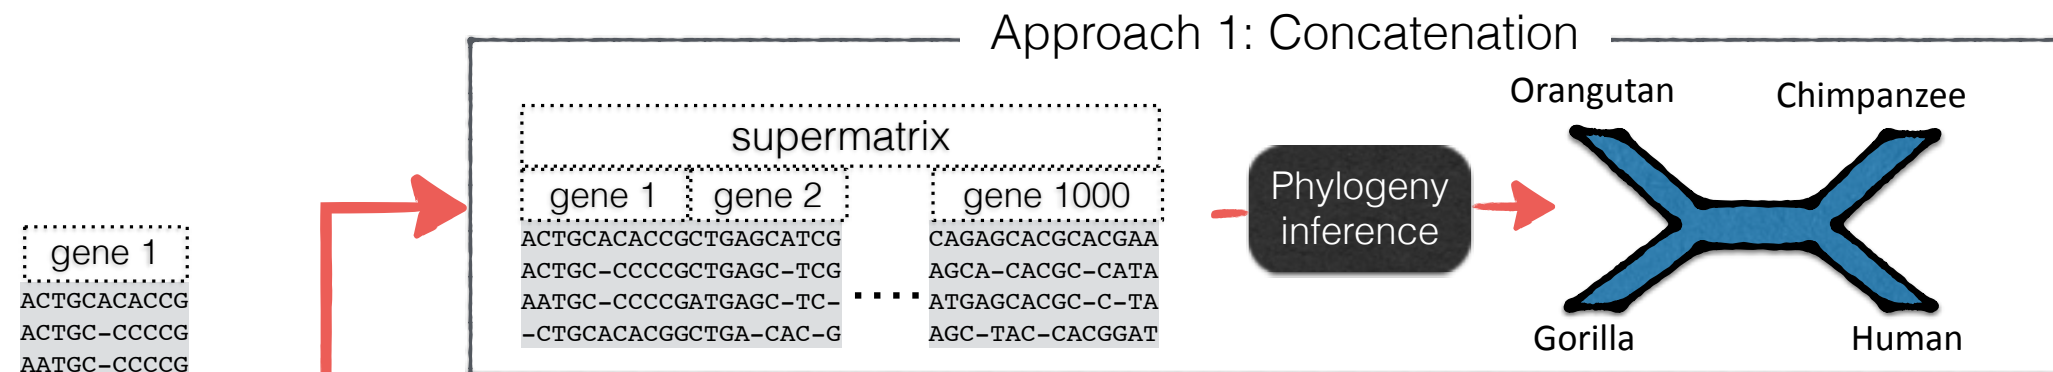 Approach 1: Concatenation
Orangutan Chimpanzee
supermatrix
gene 1 gene 2 gene 1000
Phylogeny
inference
ACTGCACACCGCTGAGCATCG CAGAGCACGCACGAA
ACTGC-CCCCGCTGAGC-TCG AGCA-CACGC-CATA
AATGC-CCCCGATGAGC-TC- .... ATGAGCACGC-C-TA
-CTGCACACGGCTGA-CAC-G AGC-TAC-CACGGAT
Gorilla Human
gene 1
ACTGCACACCG
ACTGC-CCCCG
AATGC-CCCCG